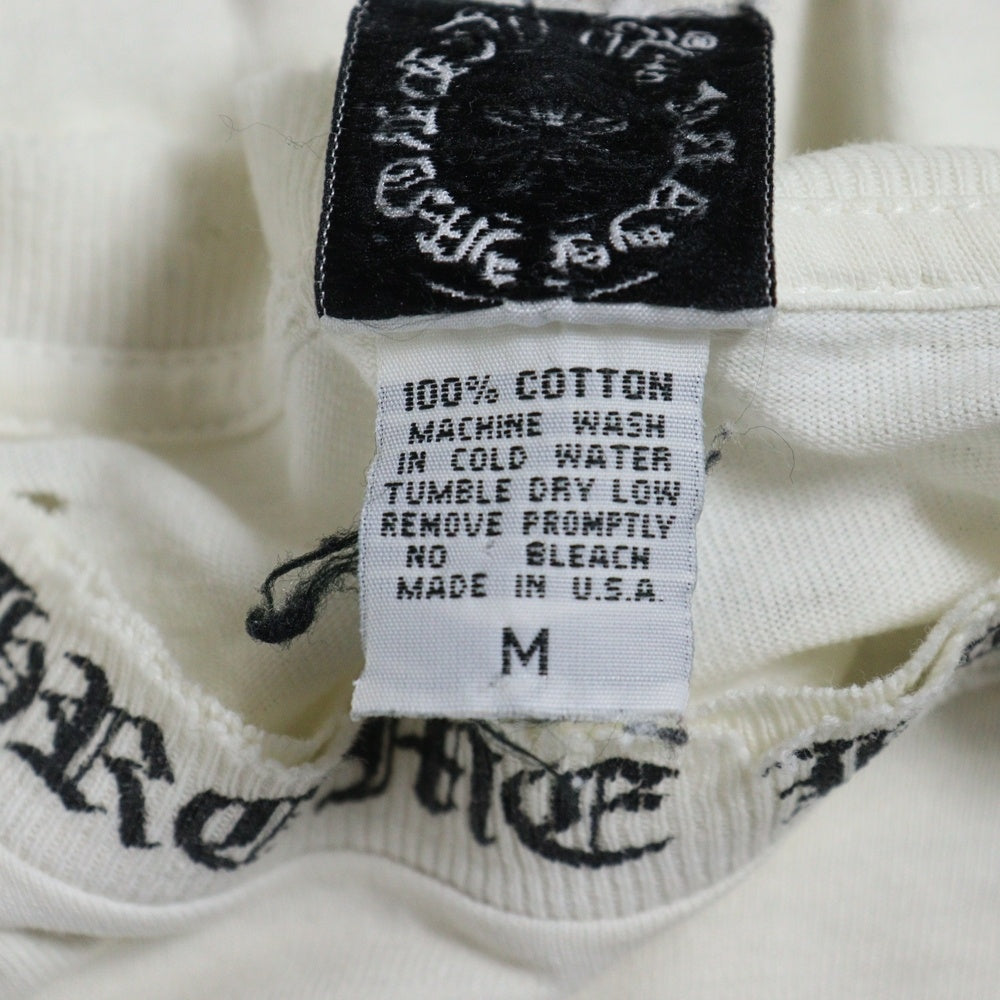 ®
100% COTTON
MACHINE WASH
IN COLD WATER
TUMBLE DRY LOW
REMOVE PROMPTLY
NO BLEACH
MADE IN U.S.A.
M